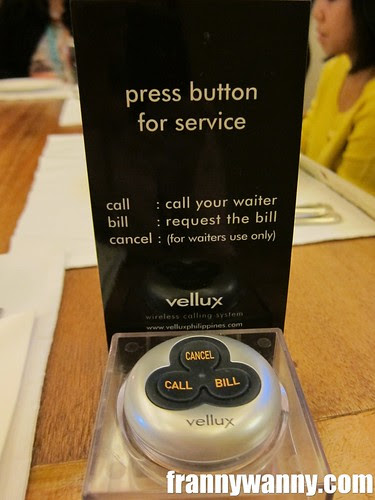 press button
for service
call : call your waiter
bill : request the bill
cancel : (for waiters use only)
vellux
wireless calling system
www.velluxphilippines.com
CANCEL
CALL BILL
vellux
frannywanny.com